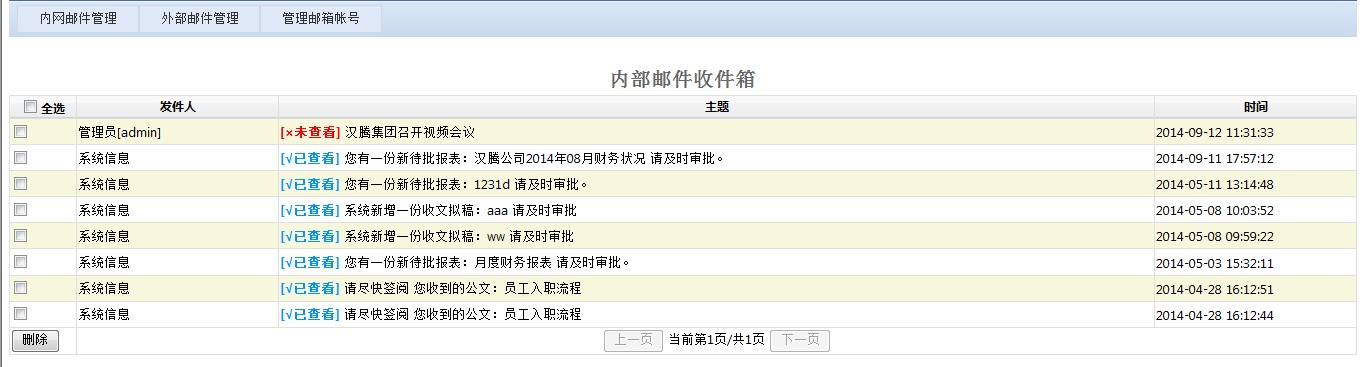 内网邮件管理 外部邮件管理 管理邮箱帐号
内部邮件收件箱
全选 发件人 主题 时间
管理员[admin] [×未查看] 汉腾集团召开视频会议 2014-09-12 11:31:33
系统信息 [√已查看] 您有一份新待批报表：汉腾公司2014年08月财务状况 请及时审批。 2014-09-11 17:57:12
系统信息 [√已查看] 您有一份新待批报表：1231d 请及时审批。 2014-05-11 13:14:48
系统信息 [√已查看] 系统新增一份收文拟稿：aaa 请及时审批 2014-05-08 10:03:52
系统信息 [√已查看] 系统新增一份收文拟稿：ww 请及时审批 2014-05-08 09:59:22
系统信息 [√已查看] 您有一份新待批报表：月度财务报表 请及时审批。 2014-05-03 15:32:11
系统信息 [√已查看] 请尽快签阅 您收到的公文：员工入职流程 2014-04-28 16:12:51
系统信息 [√已查看] 请尽快签阅 您收到的公文：员工入职流程 2014-04-28 16:12:44
删除 上一页 当前第1页/共1页 下一页